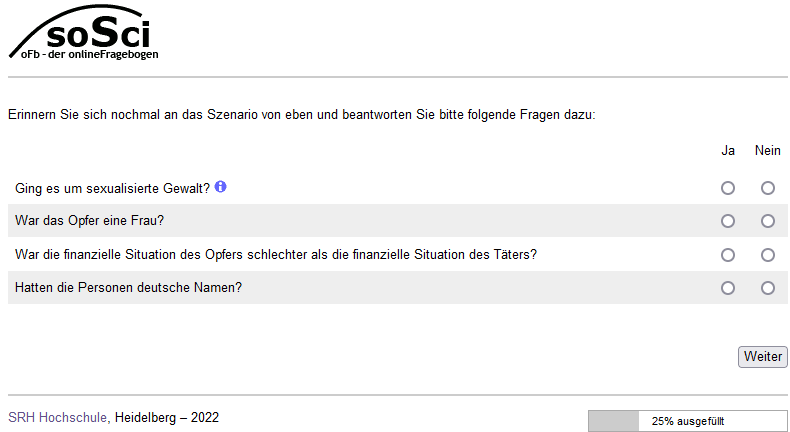 soSci
oFb - der onlineFragebogen
Erinnern Sie sich nochmal an das Szenario von eben und beantworten Sie bitte folgende Fragen dazu:
Ja Nein
Ging es um sexualisierte Gewalt?
War das Opfer eine Frau?
War die finanzielle Situation des Opfers schlechter als die finanzielle Situation des Täters?
Hatten die Personen deutsche Namen?
Weiter
SRH Hochschule, Heidelberg – 2022
25% ausgefüllt